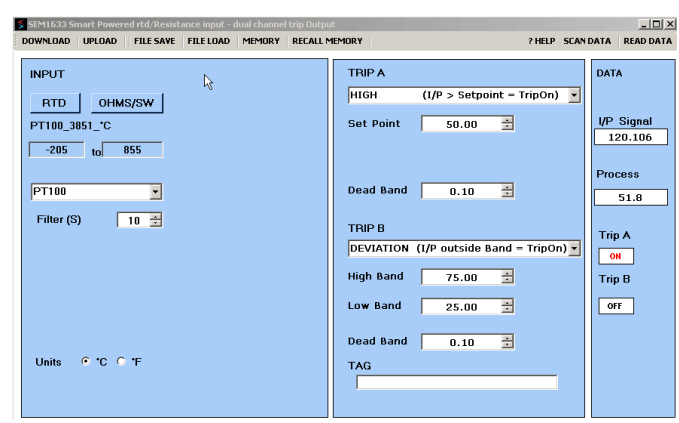 SEM1633 Smart Powered rtd/Resistance input - dual channel trip Output
DOWNLOAD UPLOAD FILE SAVE FILE LOAD MEMORY RECALL MEMORY ? HELP SCAN DATA READ DATA
INPUT
RTD OHMS/SW
PT100_3851_°C
-205 to 855
PT100
Filter (S) 10
Units °C °F
TRIP A
HIGH (I/P > Setpoint = TripOn)
Set Point 50.00
Dead Band 0.10
TRIP B
DEVIATION (I/P outside Band = TripOn)
High Band 75.00
Low Band 25.00
Dead Band 0.10
TAG
DATA
I/P Signal
120.106
Process
51.8
Trip A
ON
Trip B
OFF